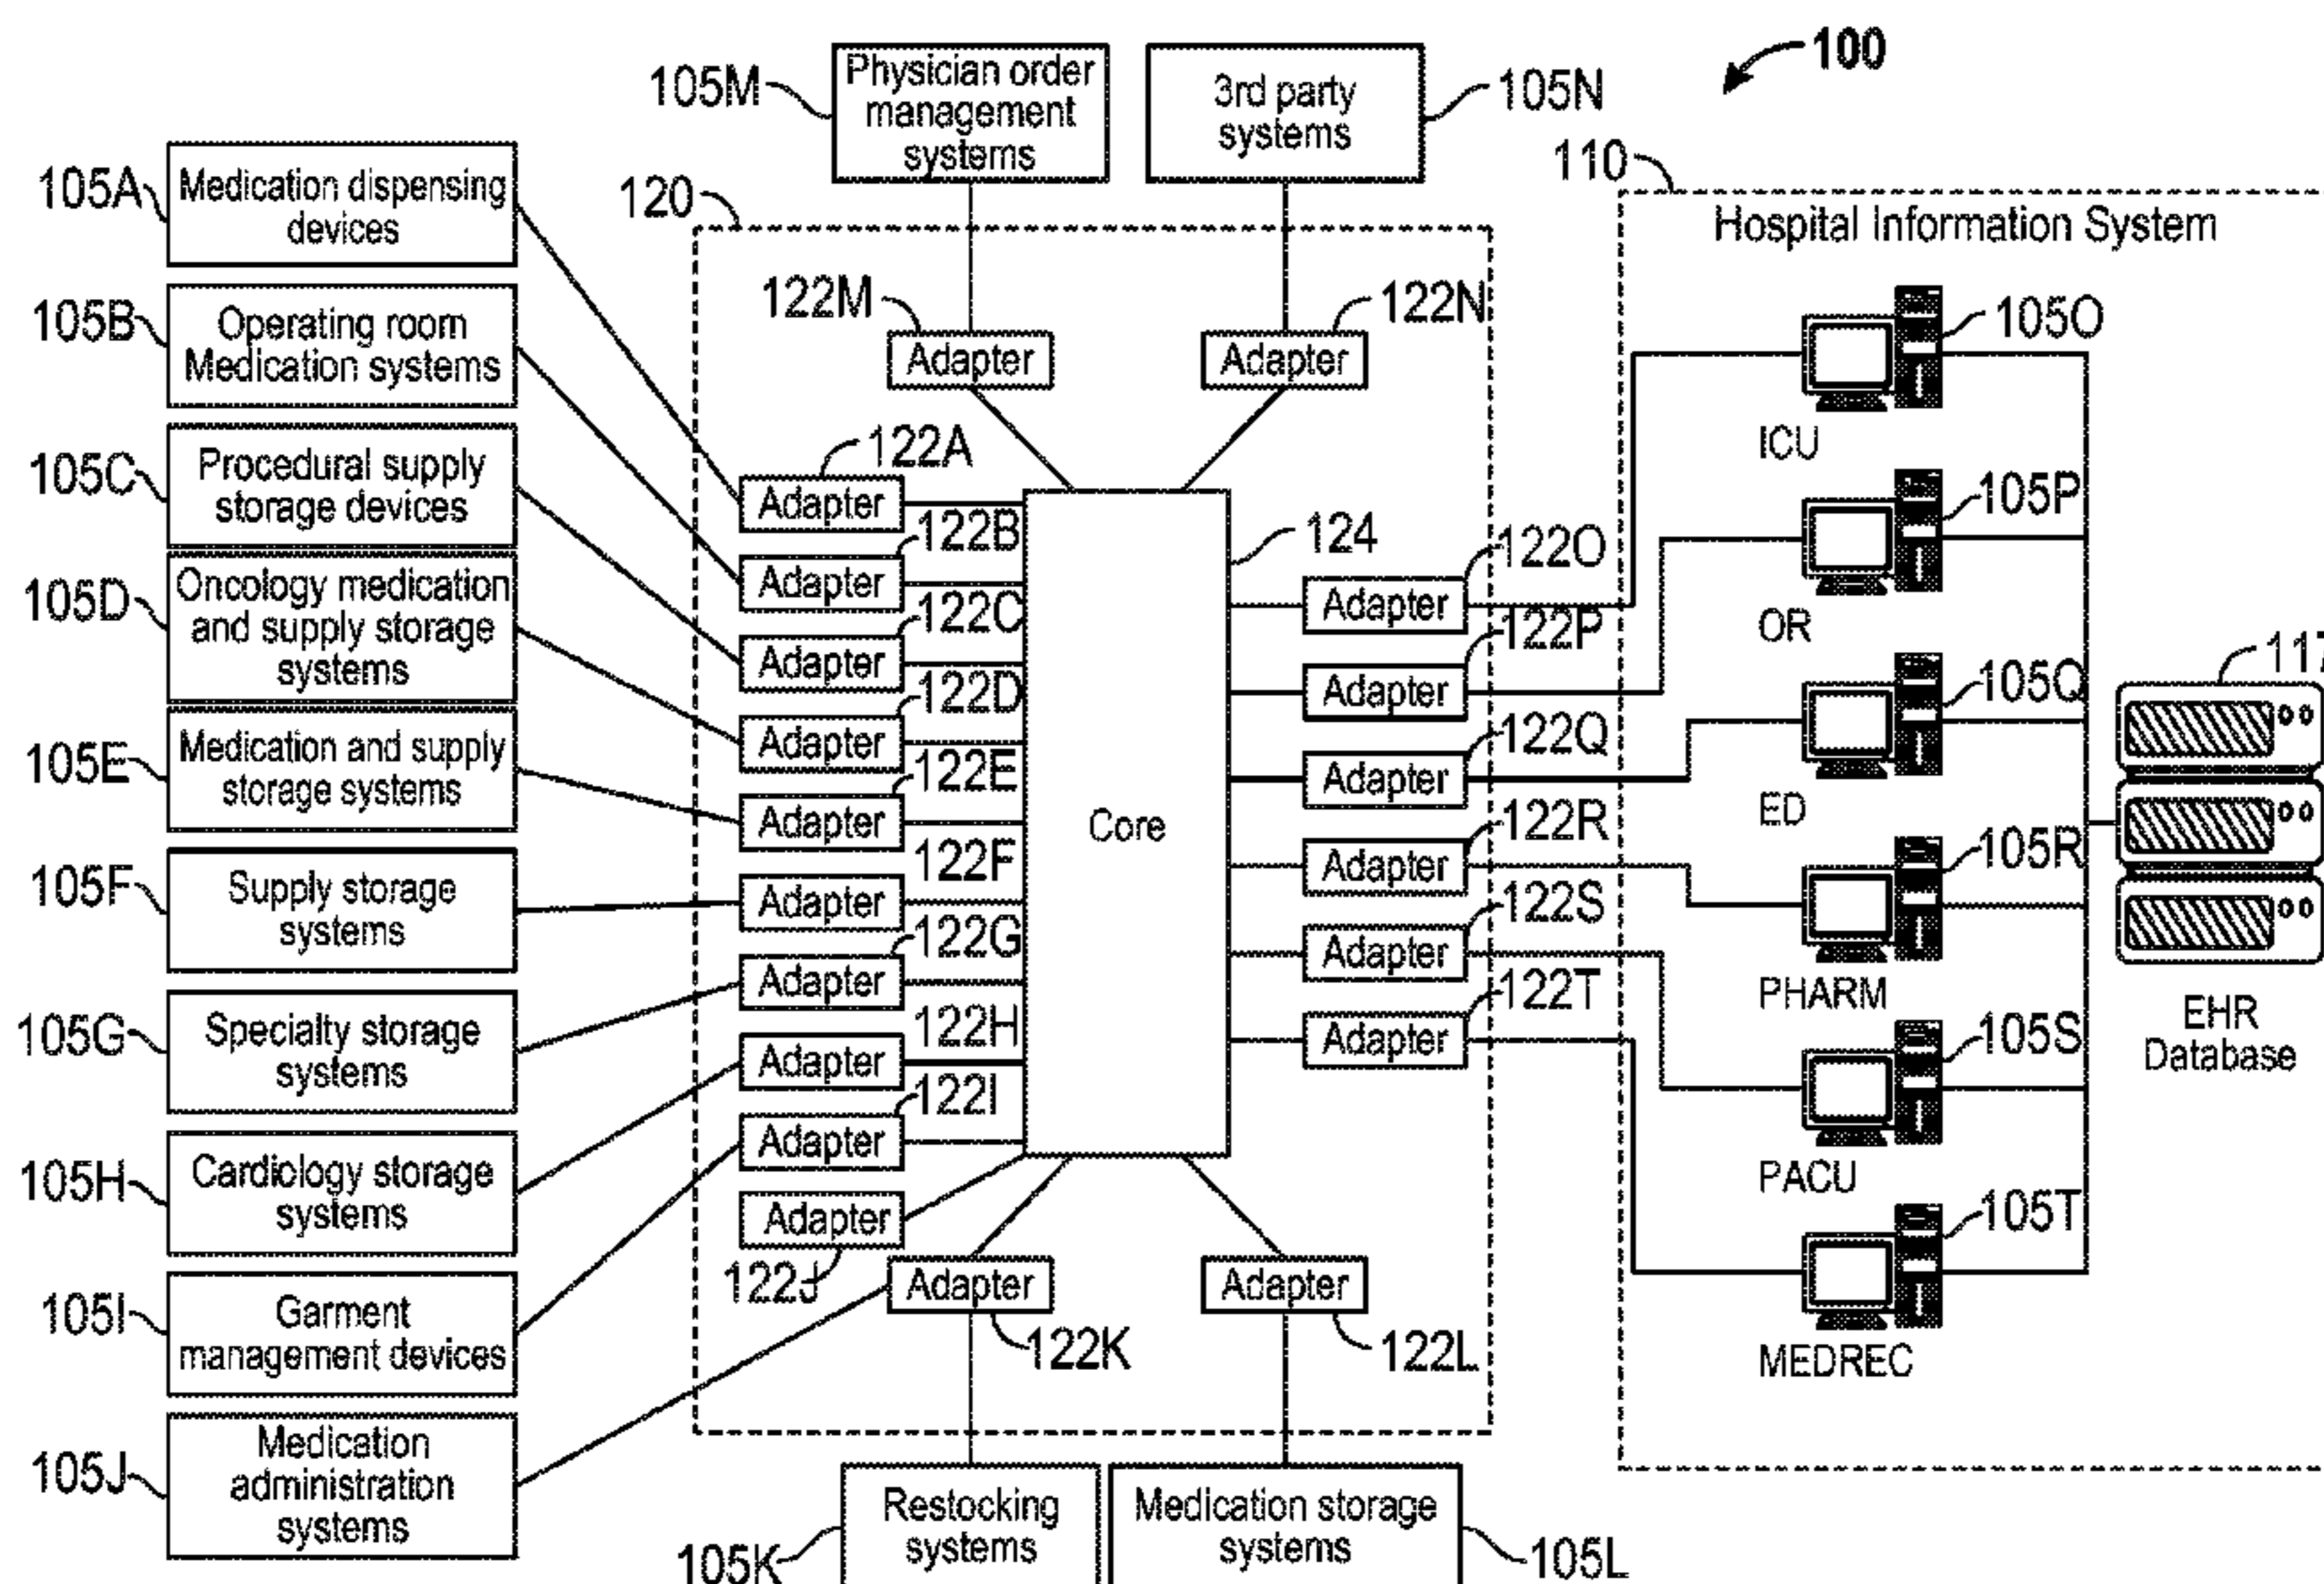 100
105M
Physician order
management
systems
3rd party
systems
105N
110
Hospital Information System
105A
Medication dispensing
devices
120
105B
Operating room
Medication systems
122M
Adapter
122N
Adapter
105O
ICU
105C
Procedural supply
storage devices
122A
Adapter
122B
Adapter
124
122O
Adapter
105P
OR
105D
Oncology medication
and supply storage
systems
122C
Adapter
122D
Adapter
122P
Adapter
105Q
ED
117
105E
Medication and supply
storage systems
122E
Adapter
Core
122Q
Adapter
122R
Adapter
105R
PHARM
105F
Supply storage
systems
122F
Adapter
122S
Adapter
EHR
Database
105G
Specialty storage
systems
122G
Adapter
122T
Adapter
105S
PACU
105H
Cardiology storage
systems
122H
Adapter
122I
Adapter
105T
MEDREC
105I
Garment
management devices
Adapter
122J
Adapter
122K
Adapter
122L
105J
Medication
administration
systems
105K
Restocking
systems
Medication storage
systems
105L